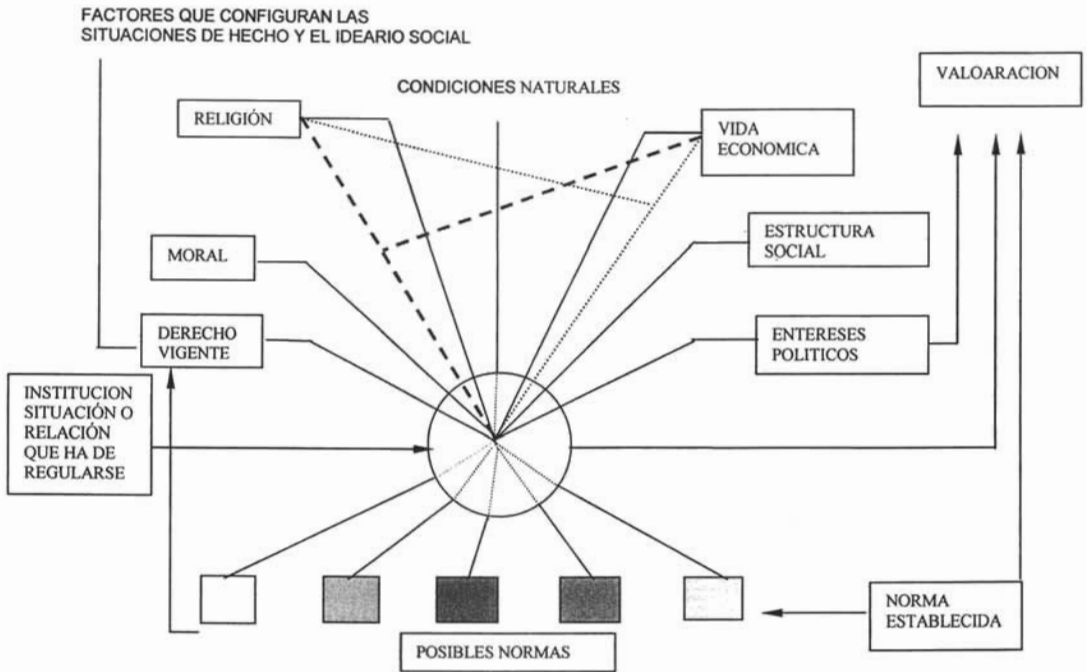 FACTORES QUE CONFIGURAN LAS
SITUACIONES DE HECHO Y EL IDEARIO SOCIAL
VALOARACION
CONDICIONES NATURALES
RELIGIÓN
VIDA
ECONOMICA
MORAL
ESTRUCTURA
SOCIAL
DERECHO
VIGENTE
ENTERESES
POLITICOS
INSTITUCION
SITUACIÓN O
RELACIÓN
QUE HA DE
REGULARSE
NORMA
ESTABLECIDA
POSIBLES NORMAS